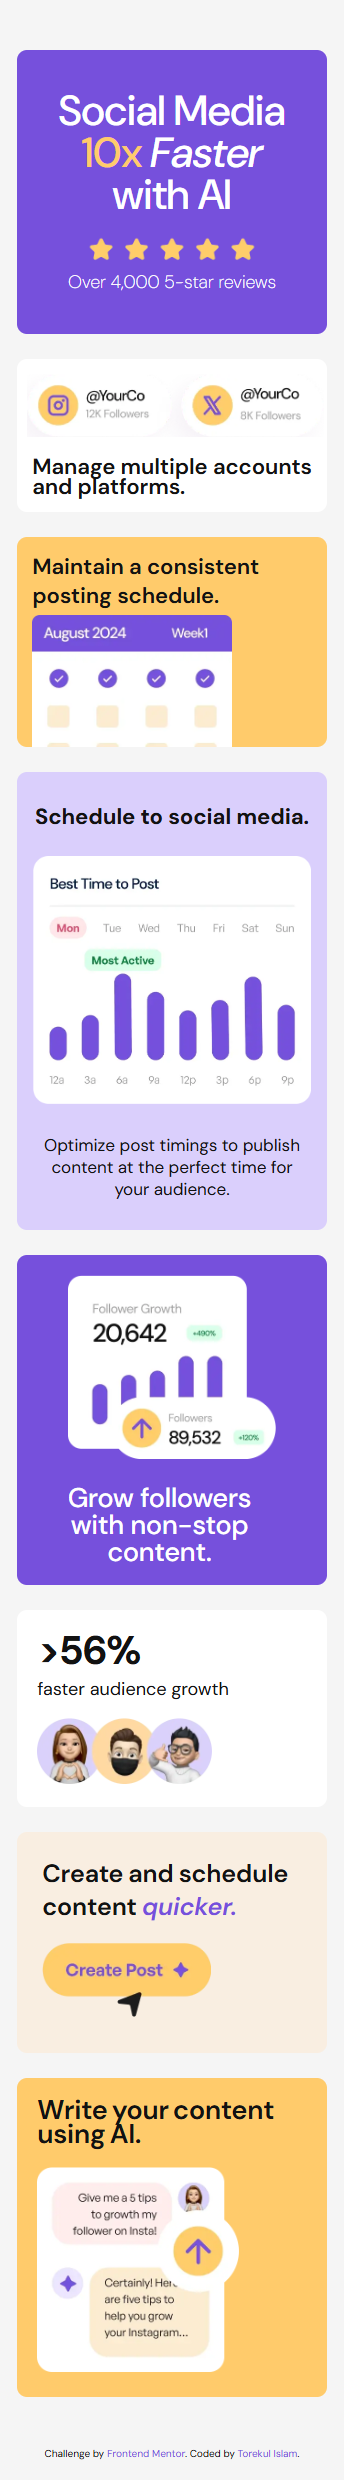 Social Media
10x Faster
with AI
Over 4,000 5-star reviews
@YourCo
12K Followers
@YourCo
8K Followers
Manage multiple accounts
and platforms.
Maintain a consistent
posting schedule.
August 2024 Week1
Schedule to social media.
Best Time to Post
Mon Tue Wed Thu Fri Sat Sun
Most Active
12a 3a 6a 9a 12p 3p 6p 9p
Optimize post timings to publish
content at the perfect time for
your audience.
Follower Growth
20,642 +490%
Followers
89,532 +120%
Grow followers
with non-stop
content.
>56%
faster audience growth
Create and schedule
content quicker.
Create Post
Write your content
using AI.
Give me a 5 tips
to growth my
follower on Insta!
Certainly!
are five tips to
help you grow
your Instagram...
Challenge by Frontend Mentor. Coded by Torekul Islam.